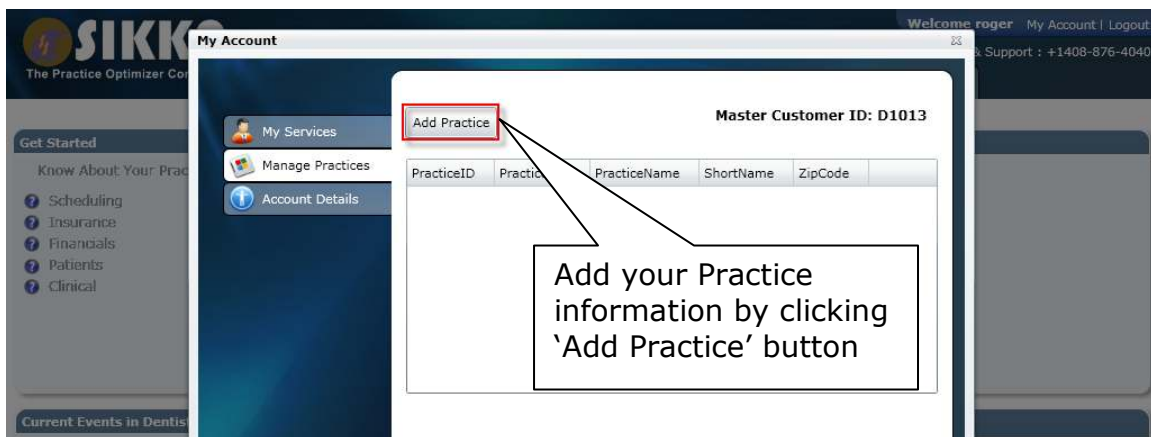 Welcome roger My Account | Logout
SIKK
My Account
& Support : +1408-876-4040
The Practice Optimizer Co
Add Practice
Master Customer ID: D1013
My Services
Get Started
Manage Practices
Know About Your Prac
PracticeID Practic PracticeName ShortName ZipCode
Account Details
Scheduling
Insurance
Financials
Patients
Clinical
Add your Practice
information by clicking
‘Add Practice’ button
Current Events in Dentis